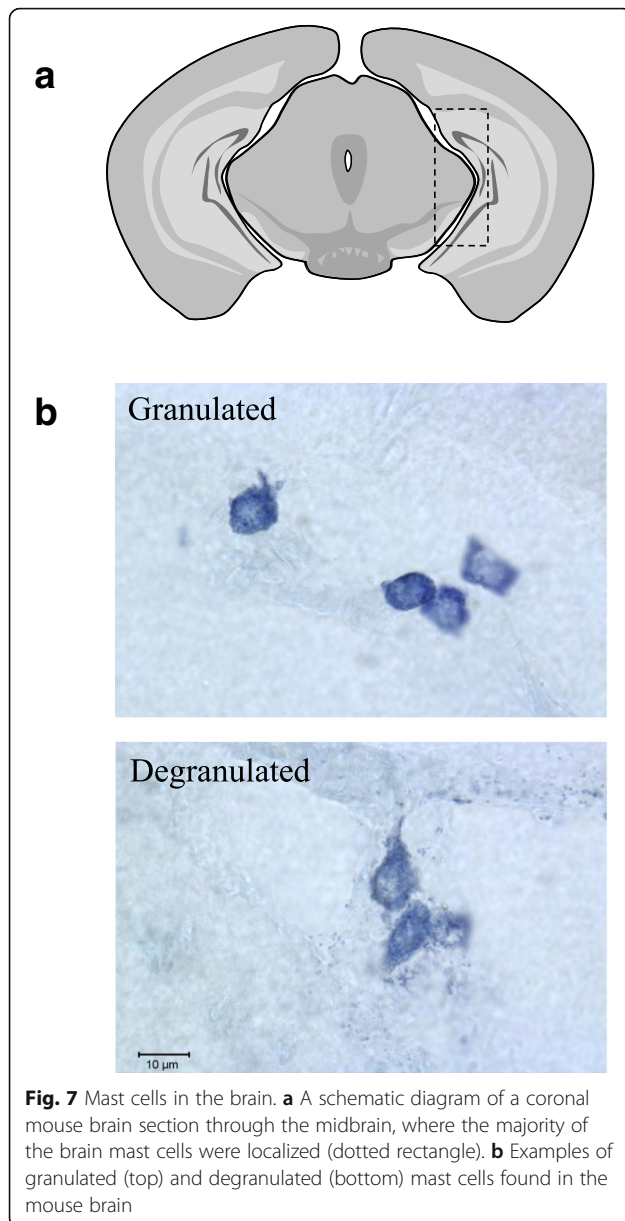 a
b
Granulated
Degranulated
10 µm
Fig. 7 Mast cells in the brain. a A schematic diagram of a coronal
mouse brain section through the midbrain, where the majority of
the brain mast cells were localized (dotted rectangle). b Examples of
granulated (top) and degranulated (bottom) mast cells found in the
mouse brain